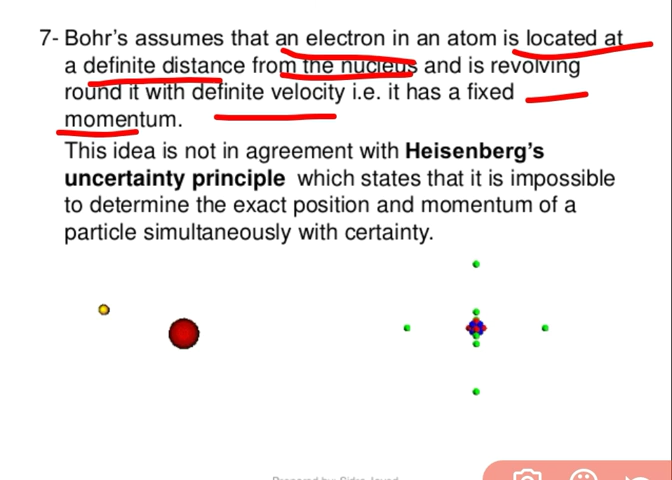 7- Bohr's assumes that an electron in an atom is located at
a definite distance from the nucleus and is revolving
round it with definite velocity i.e. it has a fixed
momentum.
This idea is not in agreement with Heisenberg's
uncertainty principle which states that it is impossible
to determine the exact position and momentum of a
particle simultaneously with certainty.